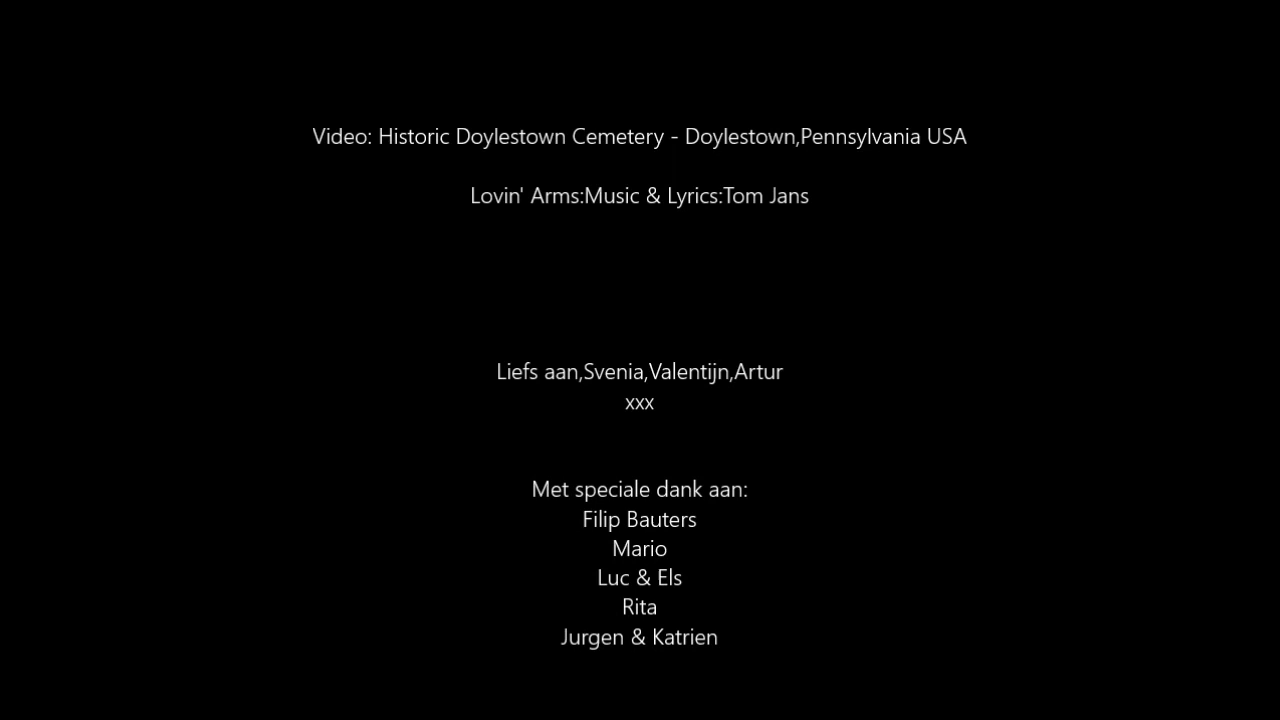 Video: Historic Doylestown Cemetery - Doylestown,Pennsylvania USA
Lovin' Arms:Music & Lyrics:Tom Jans
Liefs aan,Svenia,Valentijn,Artur
xxx
Met speciale dank aan:
Filip Bauters
Mario
Luc & Els
Rita
Jurgen & Katrien